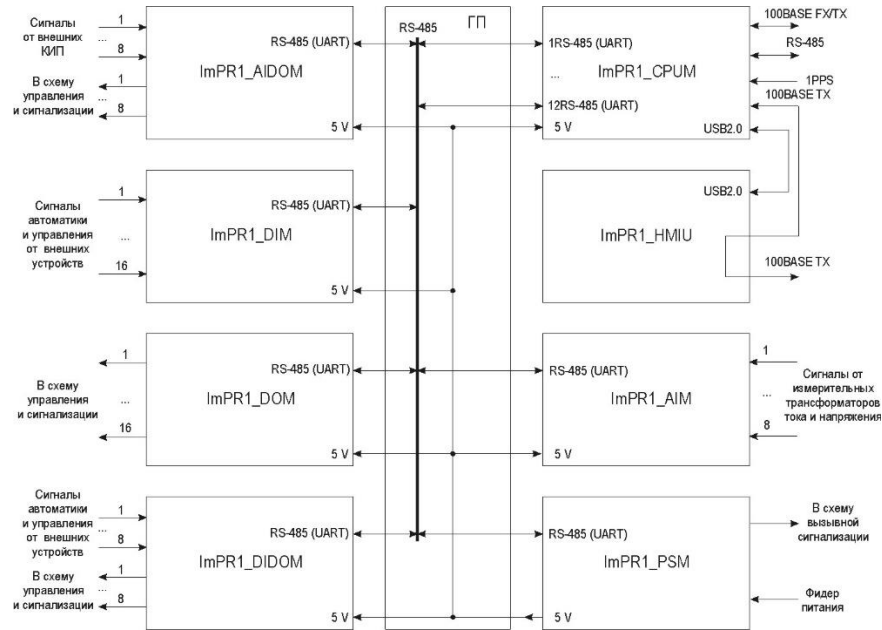 Сигналы
от внешних
КИП
1
...
8
В схему
управления
и сигнализации
1
...
8
RS-485 (UART)
ImPR1_AIDOM
5 V
RS-485
ГП
1RS-485 (UART)
...
ImPR1_CPUM
12RS-485 (UART)
5 V
USB2.0
100BASE FX/TX
RS-485
1PPS
100BASE TX
Сигналы
автоматики
и управления
от внешних
устройств
1
...
16
RS-485 (UART)
ImPR1_DIM
5 V
USB2.0
ImPR1_HMIU
100BASE TX
В схему
управления
и сигнализации
1
...
16
RS-485 (UART)
ImPR1_DOM
5 V
RS-485 (UART)
ImPR1_AIM
5 V
1
...
8
Сигналы от
измерительных
трансформаторов
тока и напряжения
Сигналы
автоматики
и управления
от внешних
устройств
1
...
8
В схему
управления
и сигнализации
1
...
8
RS-485 (UART)
ImPR1_DIDOM
5 V
RS-485 (UART)
ImPR1_PSM
5 V
В схему
вызывной
сигнализации
Фидер
питания